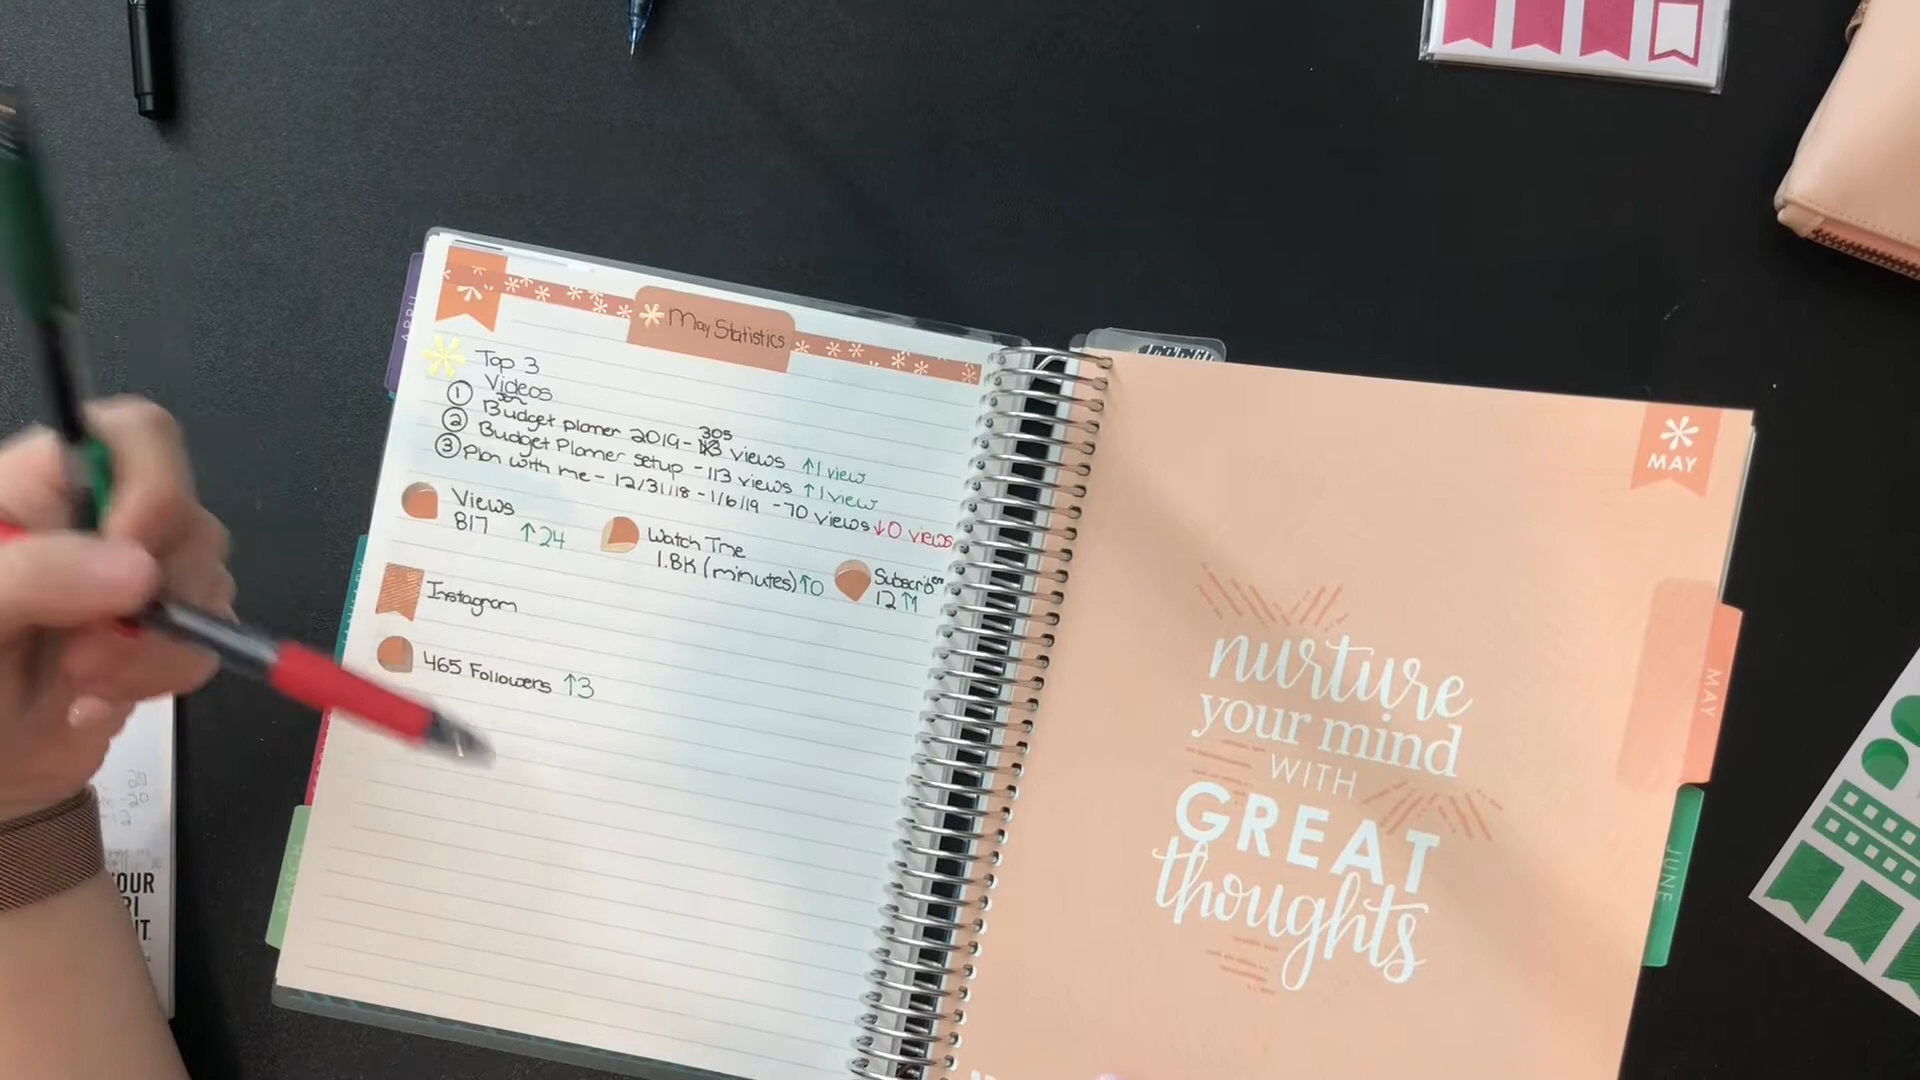 APRIL
May Statistics
Top 3
Videos
① Budget planner 2019 - 305 views ↑1 view
② Budget Planner setup - 113 views ↑1 view
③ Plan with me - 12/31/18 - 1/6/19 - 70 views ↓0 views
Views
817 ↑24
Watch Tme
1.8K (minutes) ↑0
Subscriber
12 ↑1
Instagram
465 Followers ↑3
MARCH
OUR
MAY
nurture
your mind
WITH
GREAT
thoughts
MAY
JUNE